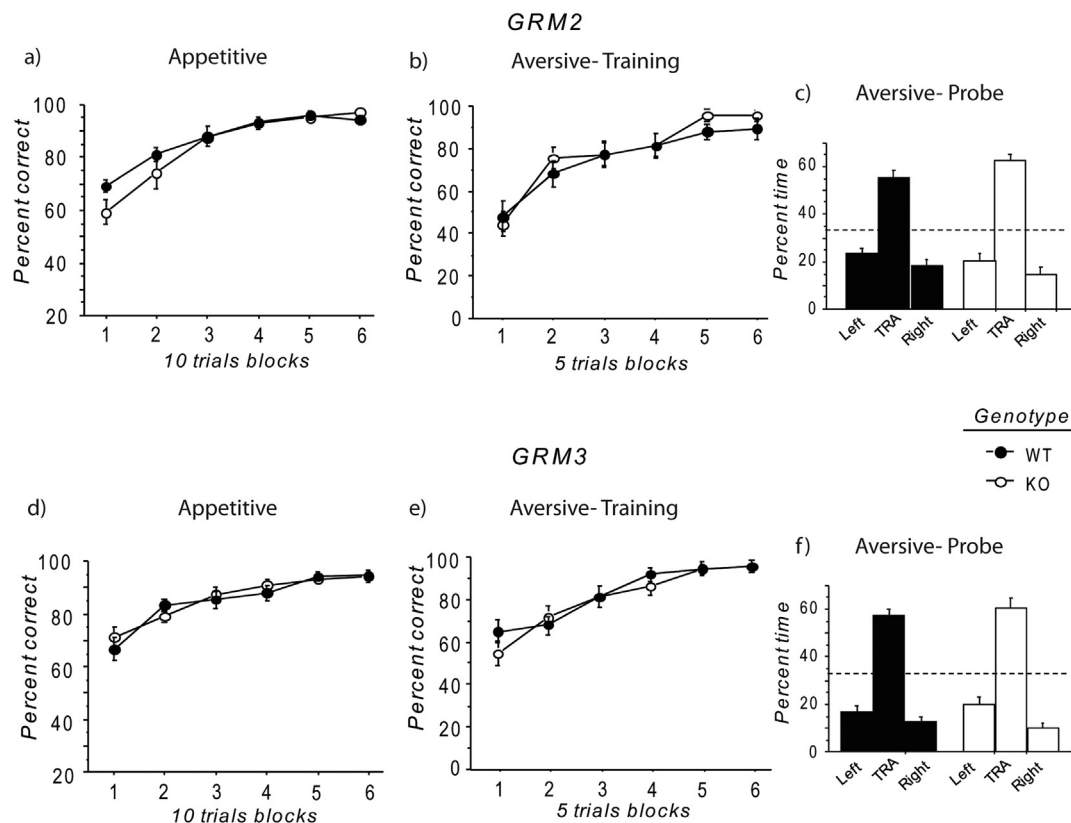 GRM2
a) Appetitive
b) Aversive- Training
c) Aversive- Probe
Percent correct
100
80
60
40
20
1 2 3 4 5 6
10 trials blocks
Percent correct
100
80
60
40
20
0
1 2 3 4 5 6
5 trials blocks
Percent time
60
40
20
0
Left TRA Right Left TRA Right
Genotype
WT
KO
GRM3
d) Appetitive
e) Aversive- Training
f) Aversive- Probe
Percent correct
100
80
60
40
20
1 2 3 4 5 6
10 trials blocks
Percent correct
100
80
60
40
20
0
1 2 3 4 5 6
5 trials blocks
Percent time
60
40
20
0
Left TRA Right Left TRA Right